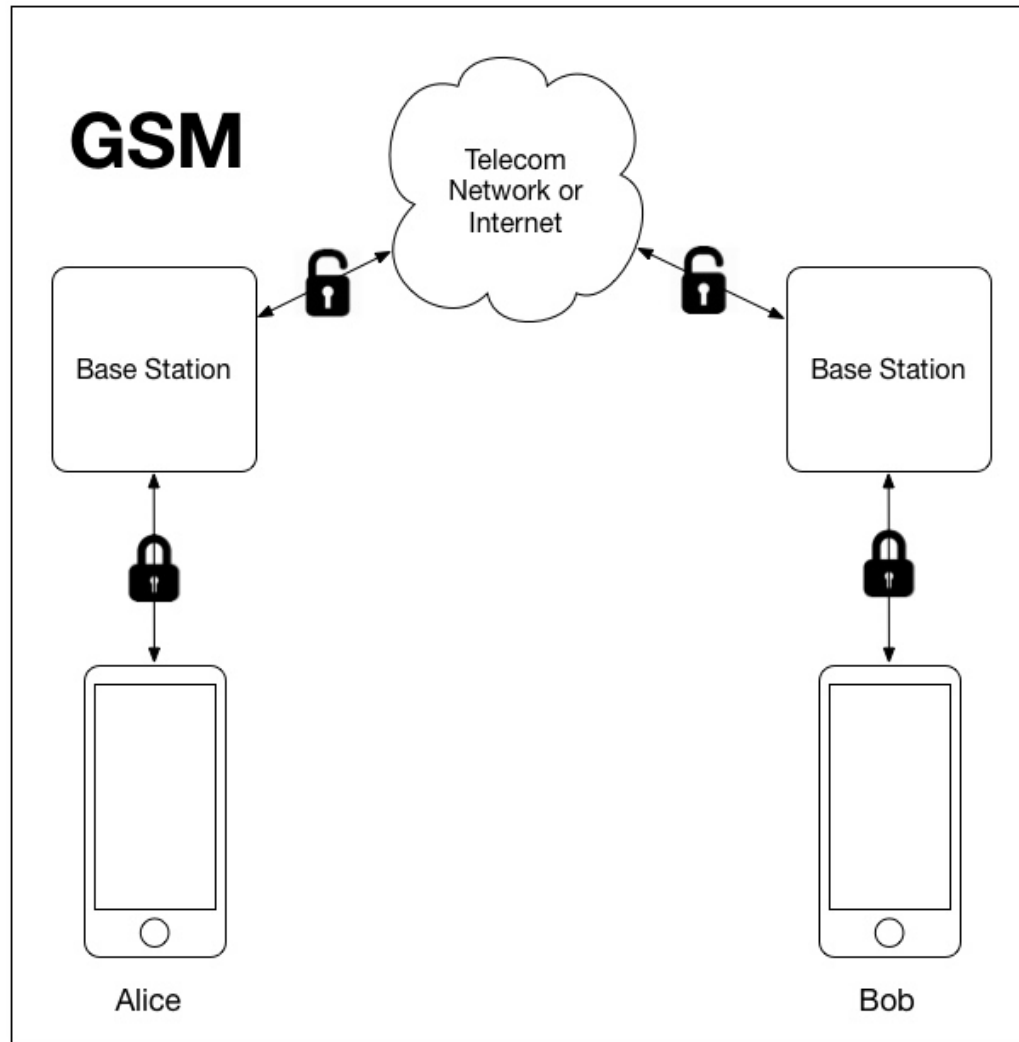 GSM
Telecom
Network or
Internet
Base Station
Base Station
Alice
Bob